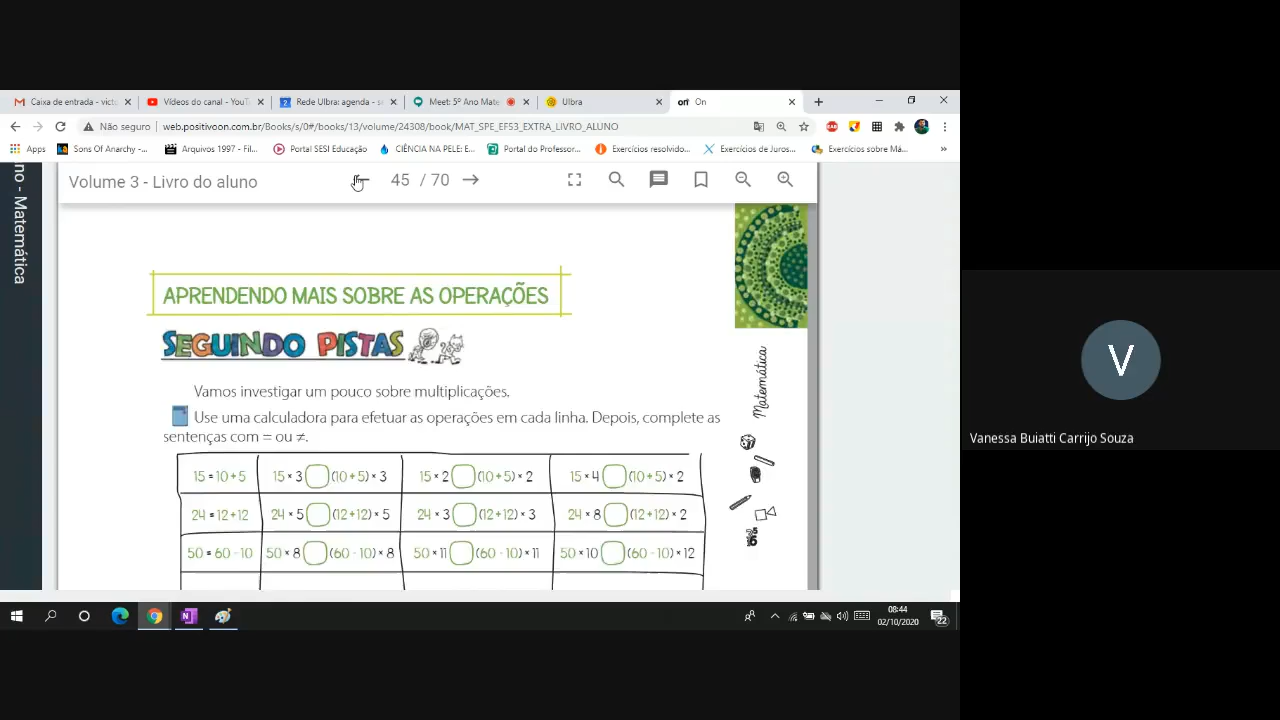 Caixa de entrada - vict
Vídeos do canal - YouT
Rede Ulbra: agenda - s
Meet: 5º Ano Mate
Ulbra
On
Não seguro
web.positivoon.com.br/Books/s/0#/books/13/volume/24308/book/MAT_SPE_EF53_EXTRA_LIVRO_ALUNO
Apps
Sons Of Anarchy -...
Arquivos 1997 - Fil...
Portal SESI Educação
CIÊNCIA NA PELE: E...
Portal do Professor...
Exercícios resolvido...
Exercícios de Juros...
Exercícios sobre Má...
no - Matemática
Volume 3 - Livro do aluno
45 / 70
APRENDENDO MAIS SOBRE AS OPERAÇÕES
SEGUINDO PISTAS
Vamos investigar um pouco sobre multiplicações.
Use uma calculadora para efetuar as operações em cada linha. Depois, complete as
sentenças com = ou ≠.
15 = 10 + 5 15 × 3 (10 + 5) × 3 15 × 2 (10 + 5) × 2 15 × 4 (10 + 5) × 2
24 = 12 + 12 24 × 5 (12 + 12) × 5 24 × 3 (12 + 12) × 3 24 × 8 (12 + 12) × 2
50 = 60 - 10 50 × 8 (60 - 10) × 8 50 × 11 (60 - 10) × 11 50 × 10 (60 - 10) × 12
Matemática
V
Vanessa Buiatti Carrijo Souza
08:44
02/10/2020
22